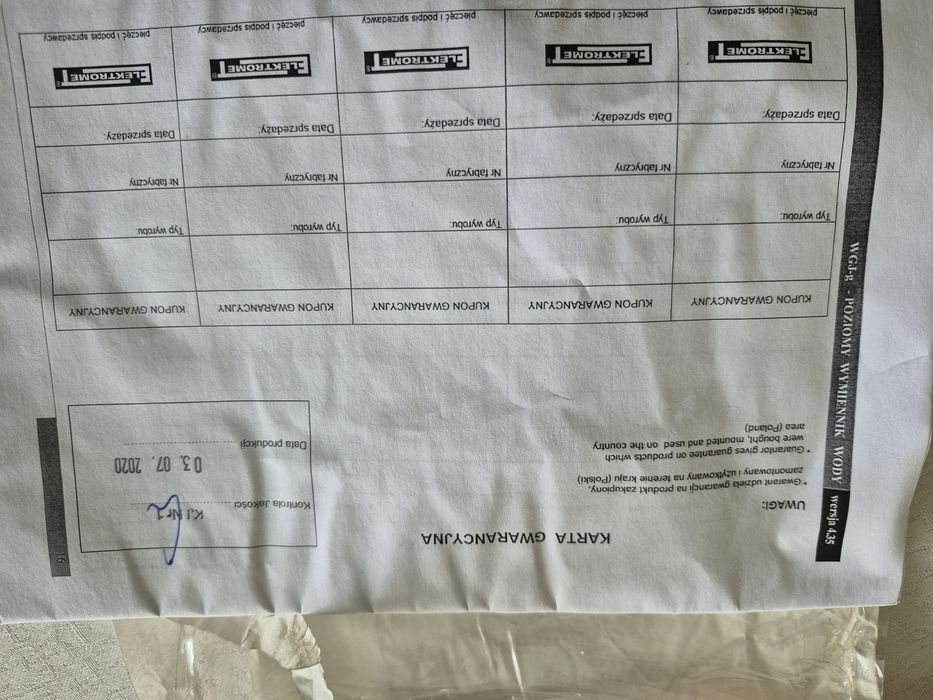 WGJ-g - POZIOMY WYMIENNIK WODY wersja 4.35
KARTA GWARANCYJNA
UWAGI:
* Gwarant udziela gwarancji na produkt zakupiony,
zamontowany i użytkowany na terenie kraju (Polski)
* Guarantor gives guarantee on products which
were bought, mounted and used on the country
area (Poland)
Kontrola Jakości
KJ Nr 1
Data produkcji
03. 07. 2020
KUPON GWARANCYJNY KUPON GWARANCYJNY KUPON GWARANCYJNY KUPON GWARANCYJNY KUPON GWARANCYJNY
Typ wyrobu: Typ wyrobu: Typ wyrobu: Typ wyrobu: Typ wyrobu:
Nr fabryczny Nr fabryczny Nr fabryczny Nr fabryczny Nr fabryczny
Data sprzedaży: Data sprzedaży: Data sprzedaży: Data sprzedaży: Data sprzedaży:
ELEKTROMET® ELEKTROMET® ELEKTROMET® ELEKTROMET® ELEKTROMET®
pieczęć i podpis sprzedawcy pieczęć i podpis sprzedawcy pieczęć i podpis sprzedawcy pieczęć i podpis sprzedawcy pieczęć i podpis sprzedawcy
16